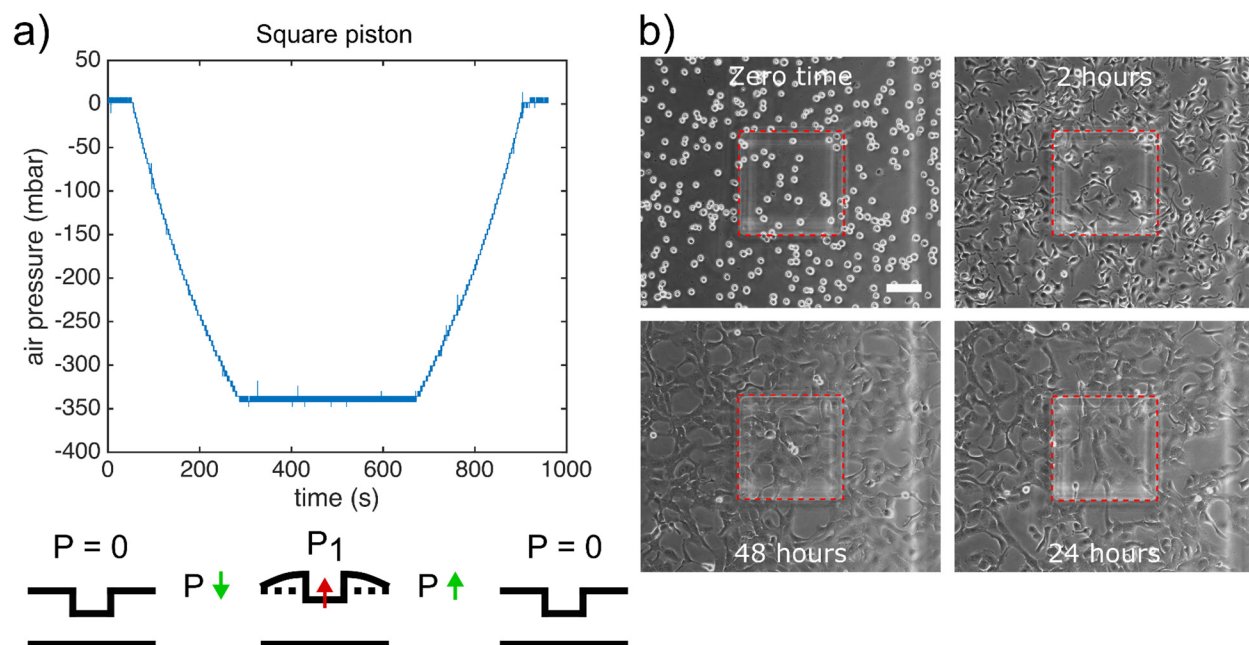 a)
Square piston
50
0
-50
-100
-150
-200
-250
-300
-350
-400
air pressure (mbar)
0 200 400 600 800 1000
time (s)
P = 0
P
P1
P
P = 0
b)
Zero time
2 hours
48 hours
24 hours